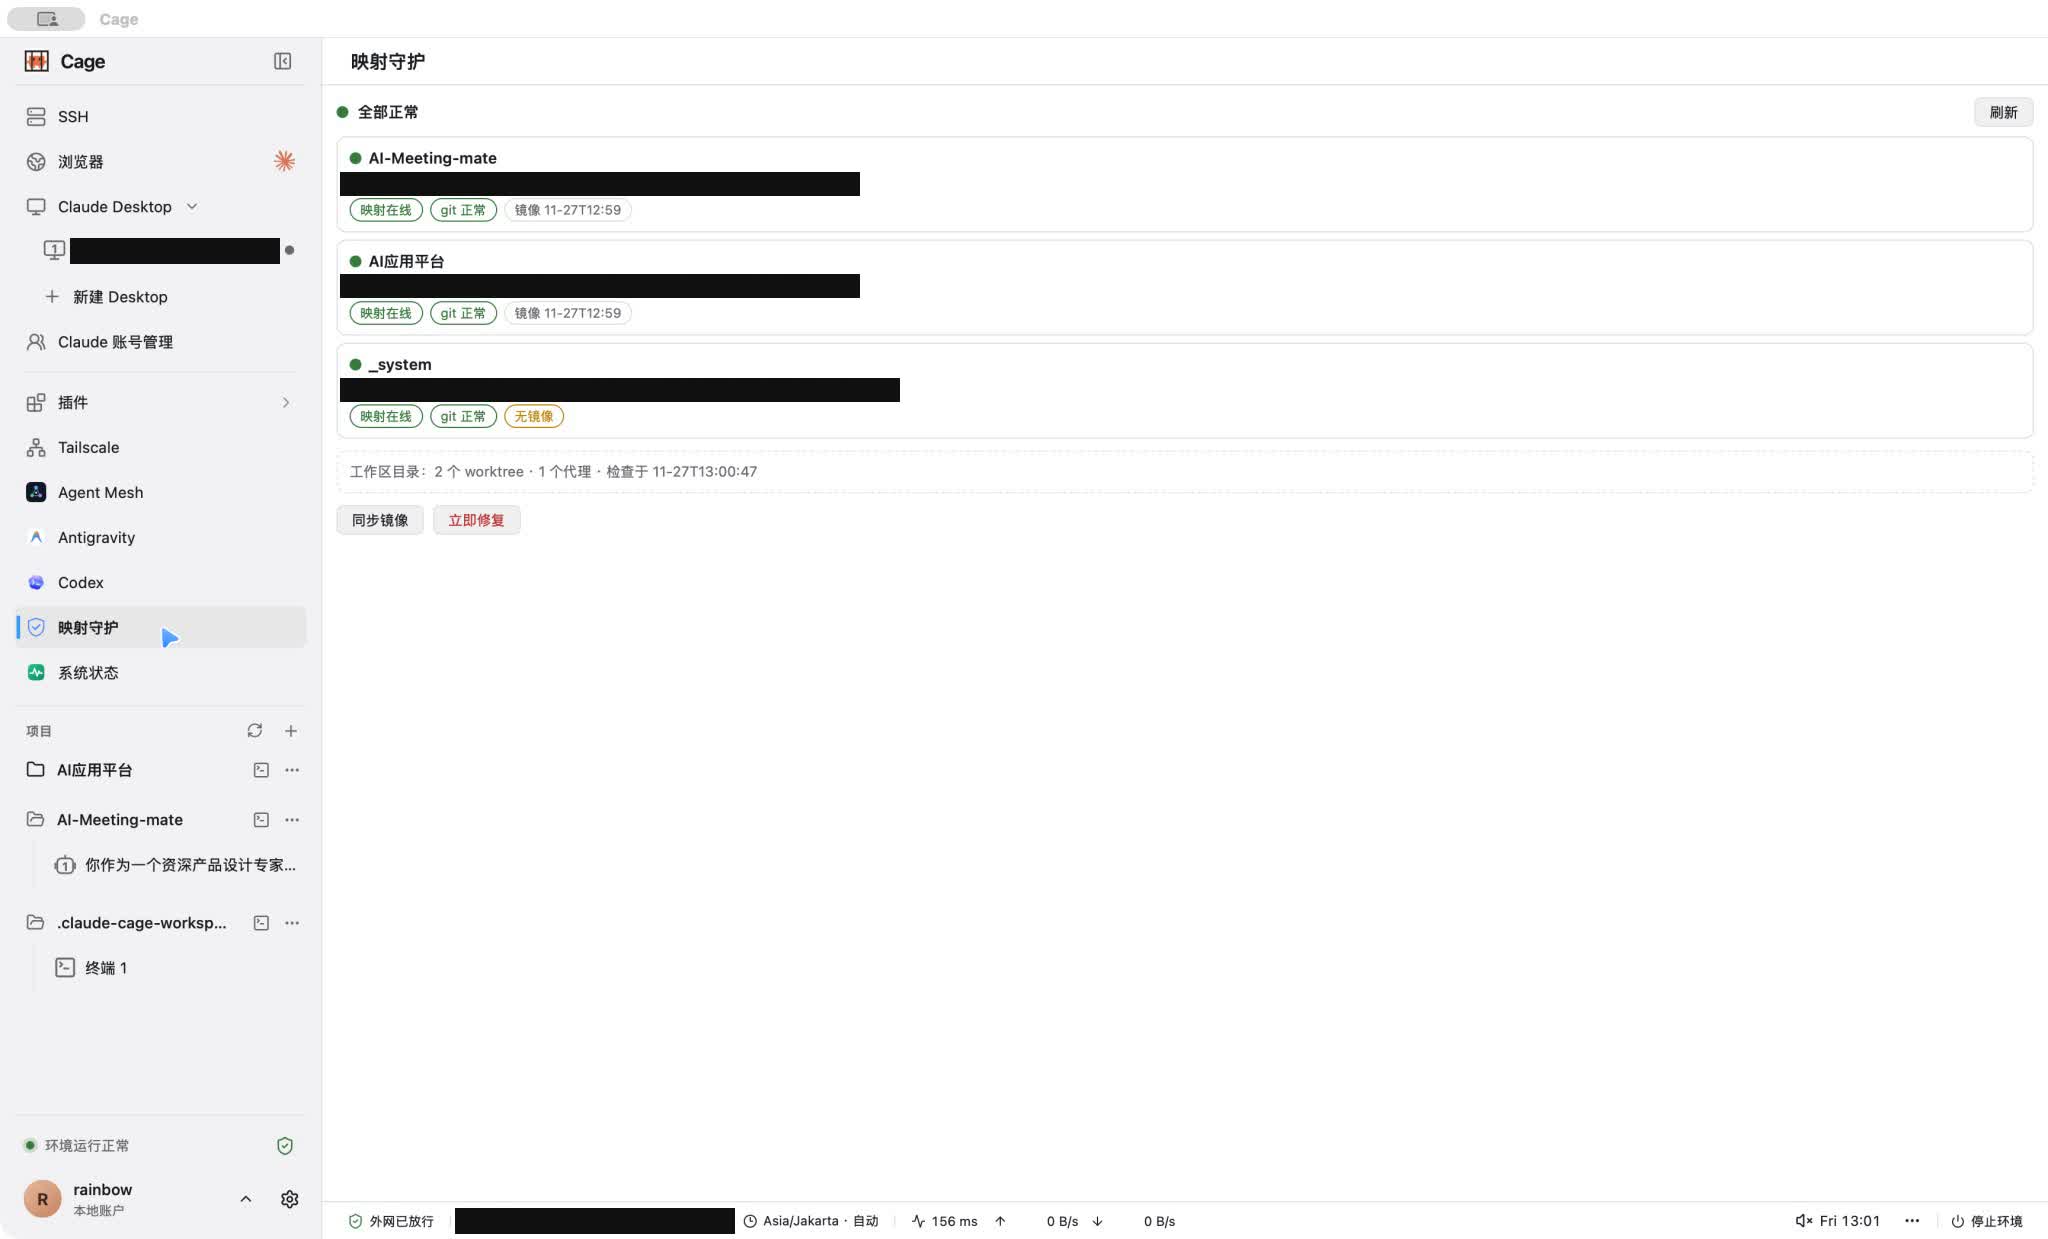 Cage
Cage
SSH
浏览器
Claude Desktop
1
新建 Desktop
Claude 账号管理
插件
Tailscale
Agent Mesh
Antigravity
Codex
映射守护
系统状态
项目
AI应用平台
AI-Meeting-mate
1 你作为一个资深产品设计专家...
.claude-cage-worksp...
终端 1
环境运行正常
R
rainbow
本地账户
映射守护
全部正常
刷新
AI-Meeting-mate
映射在线 git 正常 镜像 11-27T12:59
AI应用平台
映射在线 git 正常 镜像 11-27T12:59
_system
映射在线 git 正常 无镜像
工作区目录：2 个 worktree · 1 个代理 · 检查于 11-27T13:00:47
同步镜像 立即修复
外网已放行 Asia/Jakarta · 自动 156 ms ↑ 0 B/s ↓ 0 B/s Fri 13:01 ··· 停止环境